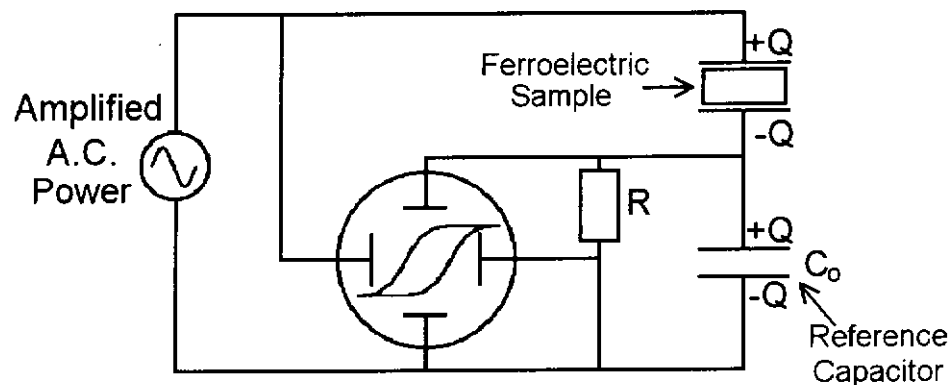 +Q
Ferroelectric
Sample
-Q
Amplified
A.C.
Power
R
+Q
C₀
-Q
Reference
Capacitor